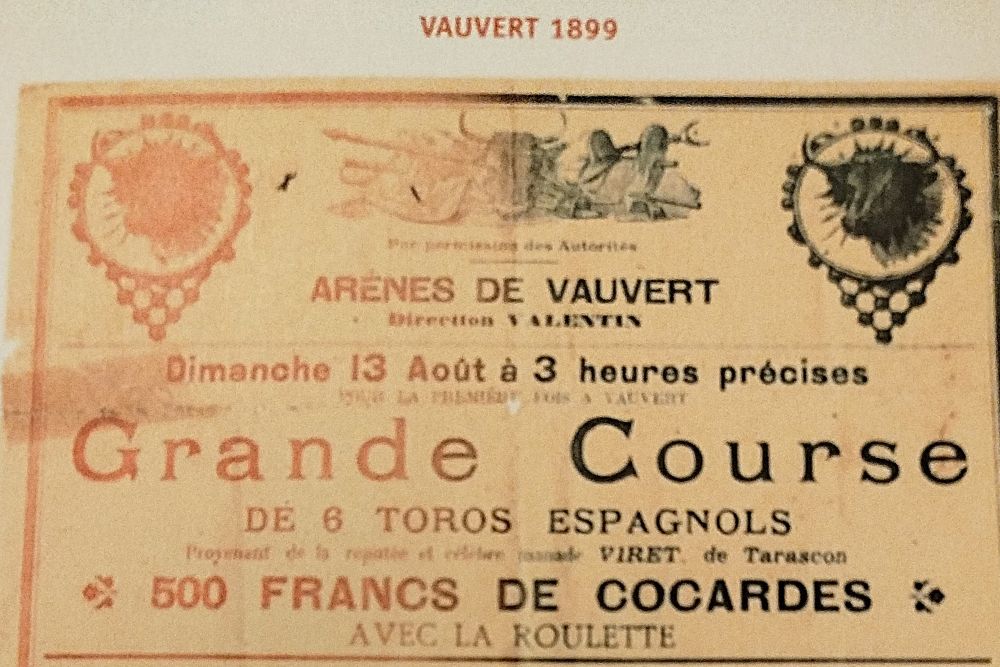 VAUVERT 1899
Par permission des Autorités
ARÈNES DE VAUVERT
Direction VALENTIN
Dimanche 13 Août à 3 heures précises
POUR LA PREMIÈRE FOIS A VAUVERT
Grande Course
DE 6 TOROS ESPAGNOLS
Provenant de la réputée et célèbre manade VIRET de Tarascon
500 FRANCS DE COCARDES
AVEC LA ROULETTE